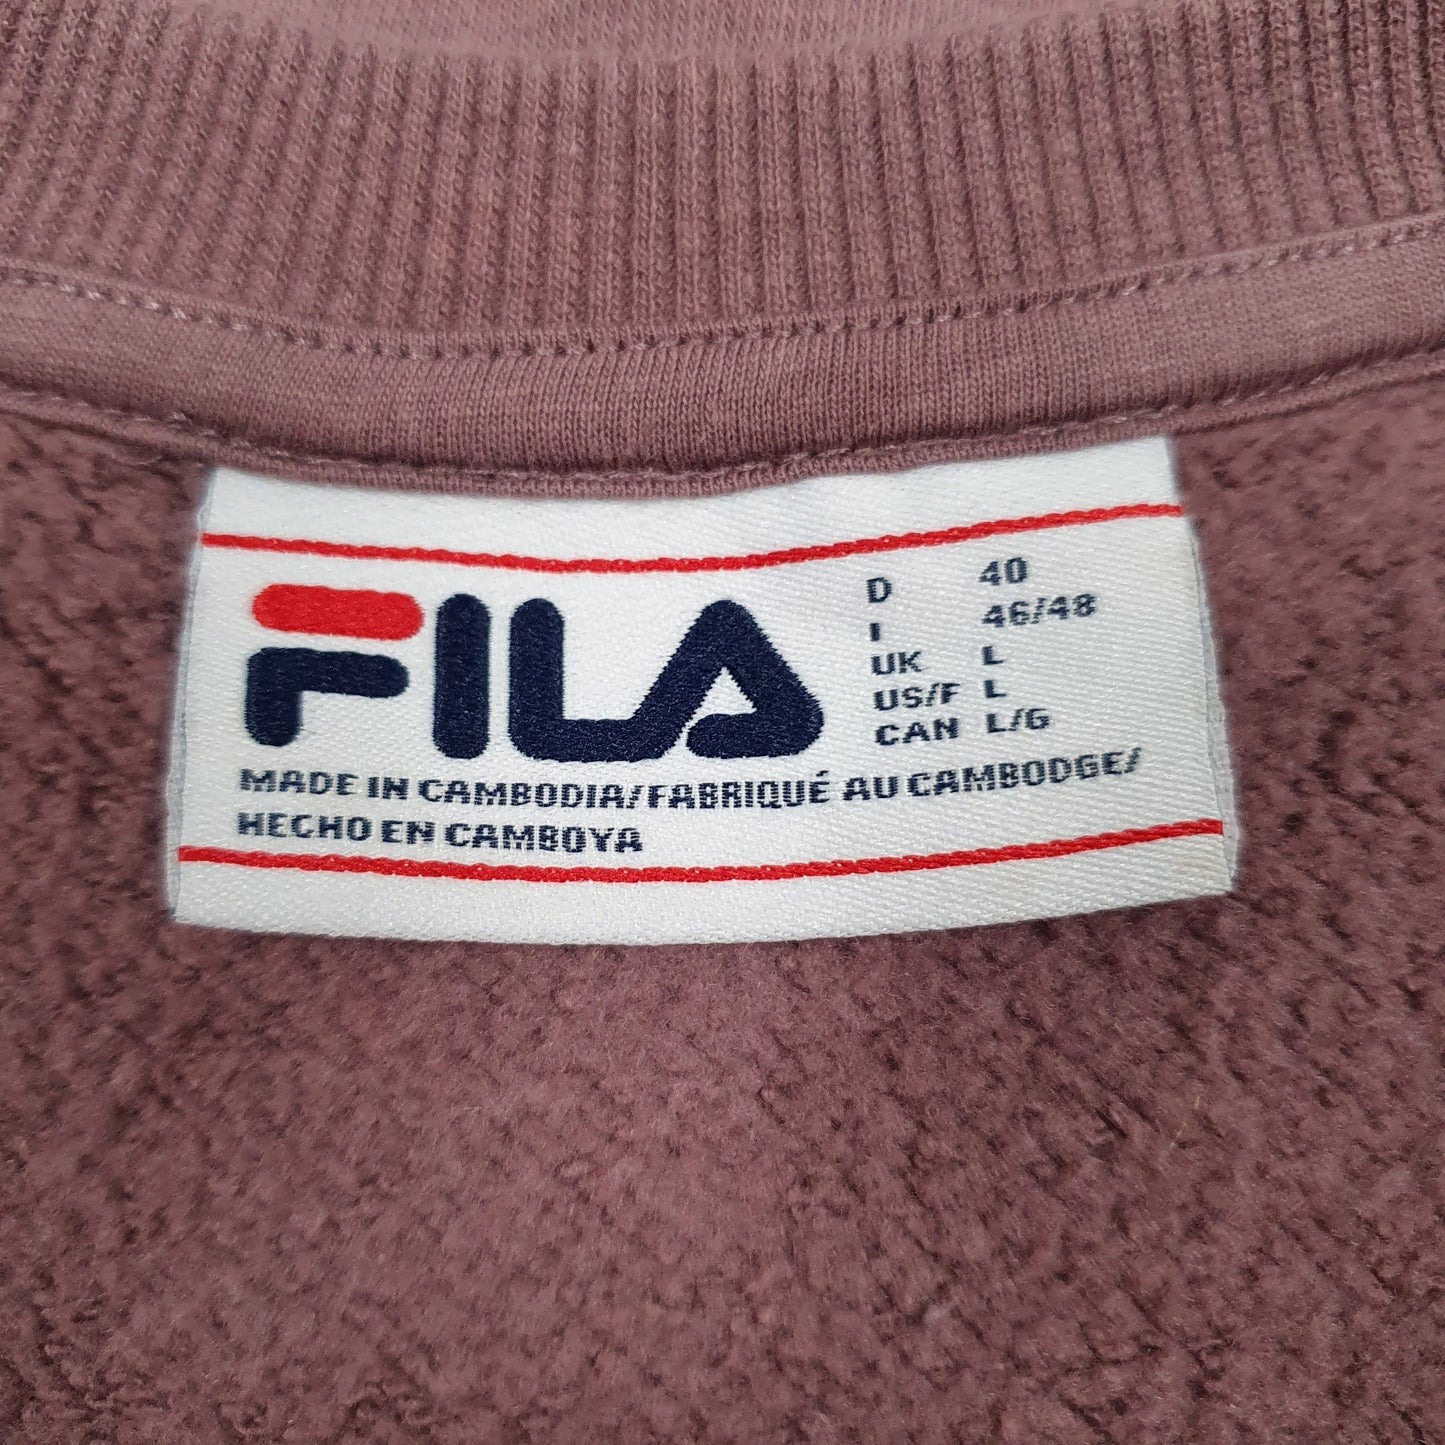 FILA
D 40
I 46/48
UK L
US/F L
CAN L/G
MADE IN CAMBODIA/FABRIQUÉ AU CAMBODGE/
HECHO EN CAMBOYA